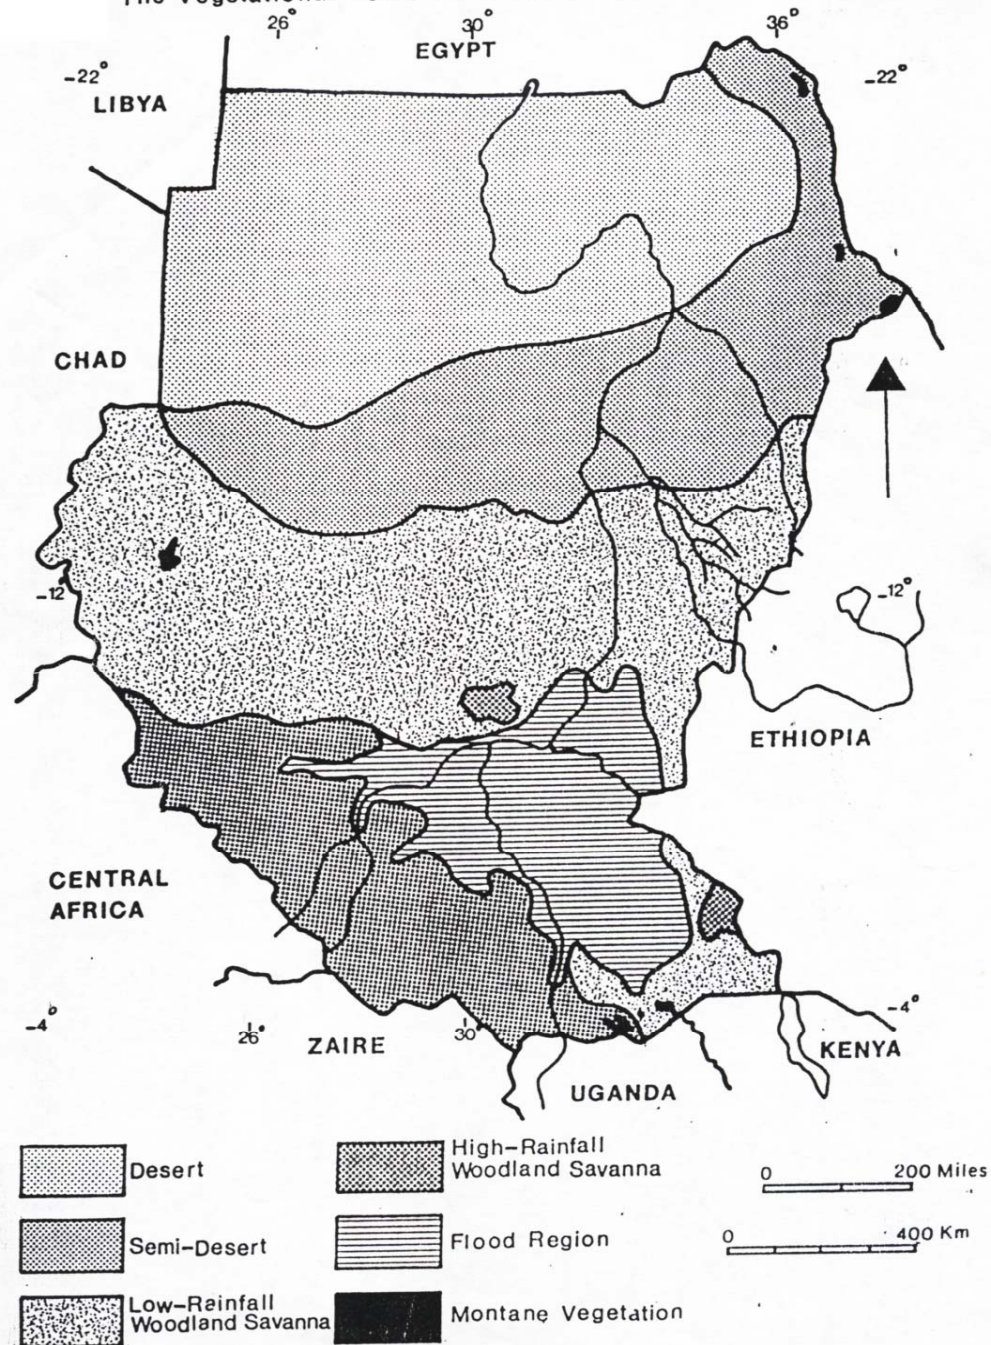 The Vegetational
26° 30° 36°
EGYPT
-22° -22°
LIBYA
CHAD
-12° -12°
ETHIOPIA
CENTRAL
AFRICA
-4° -4°
26° 30°
ZAIRE
KENYA
UGANDA
Desert
High-Rainfall
Woodland Savanna
0 200 Miles
Semi-Desert
Flood Region
0 400 Km
Low-Rainfall
Woodland Savanna
Montane Vegetation